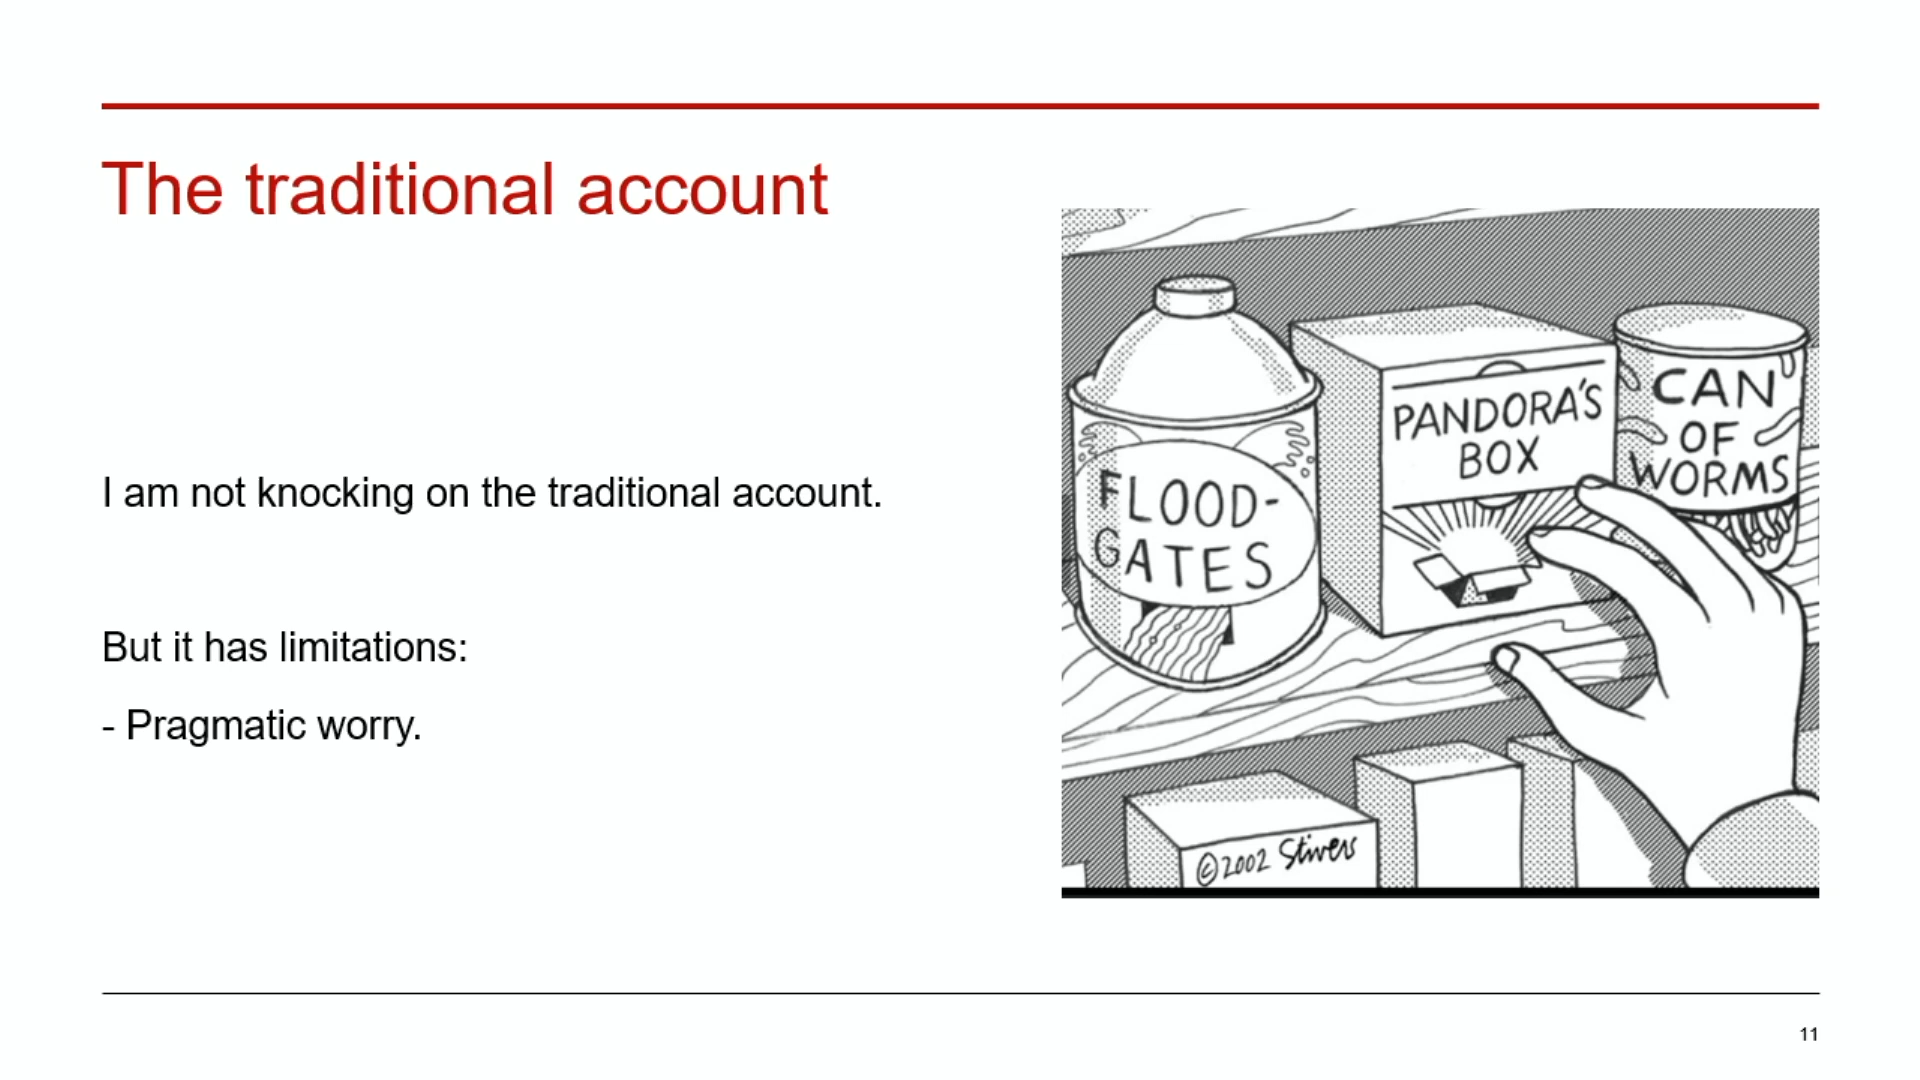 The traditional account
I am not knocking on the traditional account.
But it has limitations:
- Pragmatic worry.
FLOOD-
GATES
PANDORA'S
BOX
CAN
OF
WORMS
©2002 Stivers
11